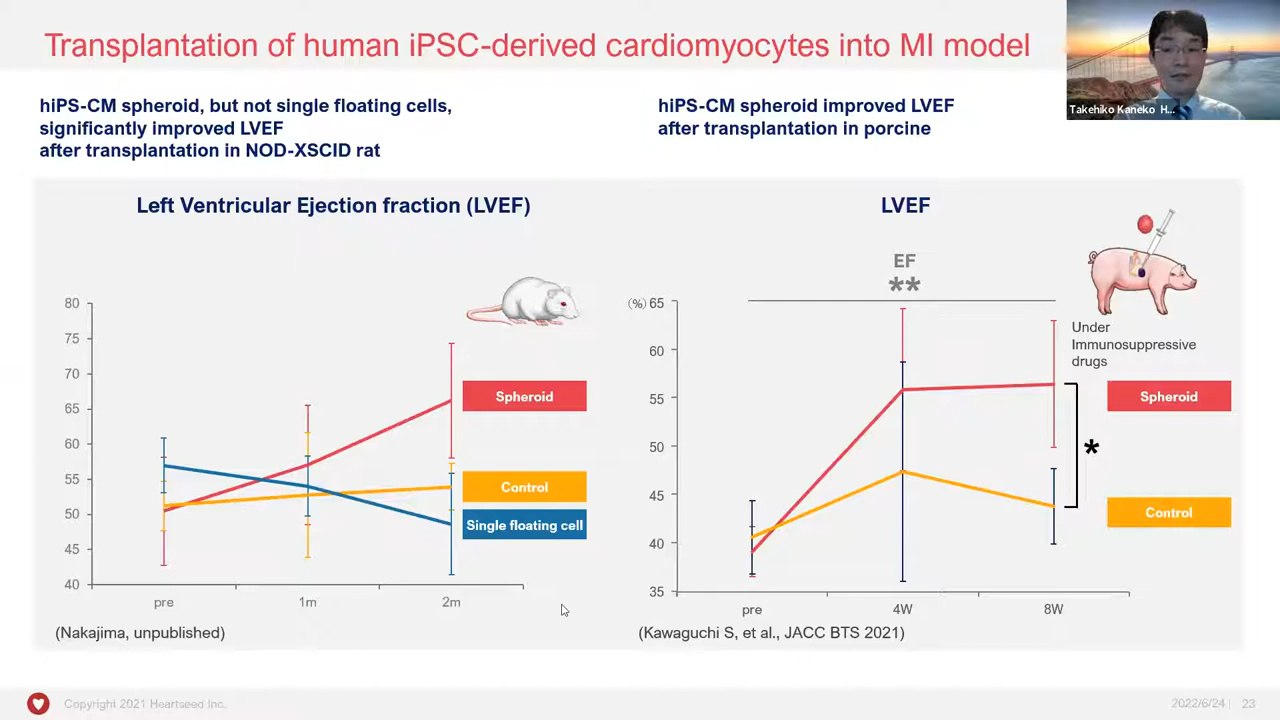 Transplantation of human iPSC-derived cardiomyocytes into MI model
Takehiko Kaneko H...
hiPS-CM spheroid, but not single floating cells,
significantly improved LVEF
after transplantation in NOD-XSCID rat
hiPS-CM spheroid improved LVEF
after transplantation in porcine
Left Ventricular Ejection fraction (LVEF)
80
75
70
65
60
55
50
45
40
pre
1m
2m
Spheroid
Control
Single floating cell
(Nakajima, unpublished)
LVEF
EF
**
(%)
65
60
55
50
45
40
35
pre
4W
8W
Under
Immunosuppressive
drugs
Spheroid
*
Control
(Kawaguchi S, et al., JACC BTS 2021)
Copyright 2021 Heartseed Inc.
2022/6/24 | 23